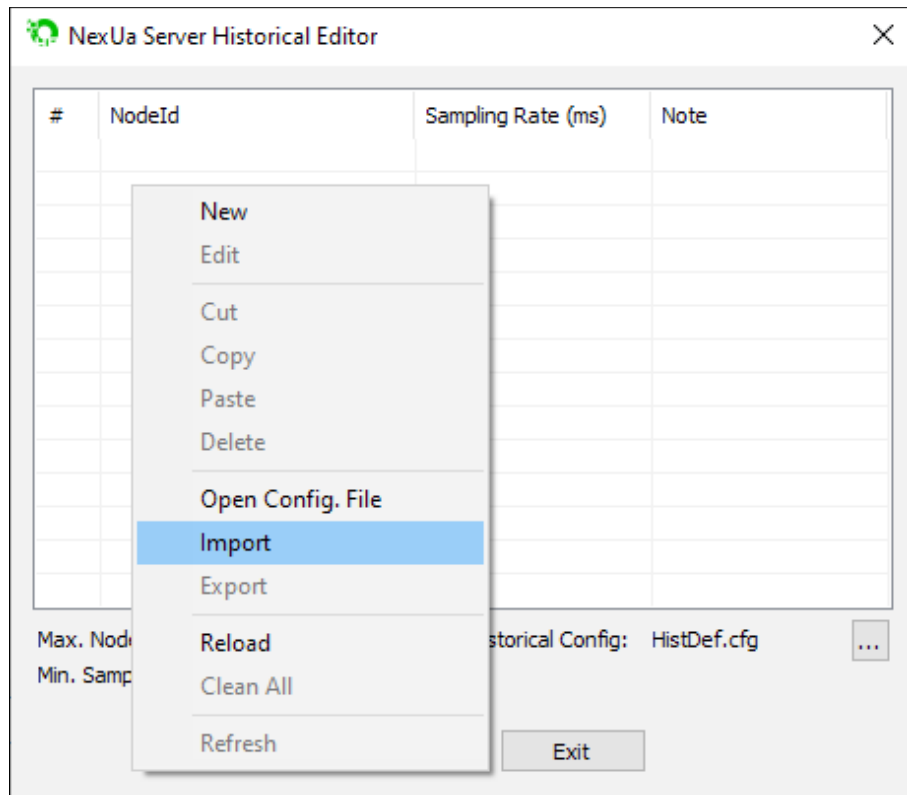 NexUa Server Historical Editor
# NodeId Sampling Rate (ms) Note
New
Edit
Cut
Copy
Paste
Delete
Open Config. File
Import
Export
Reload
Clean All
Refresh
Max. Nod
storical Config: HistDef.cfg ...
Min. Samp
Exit